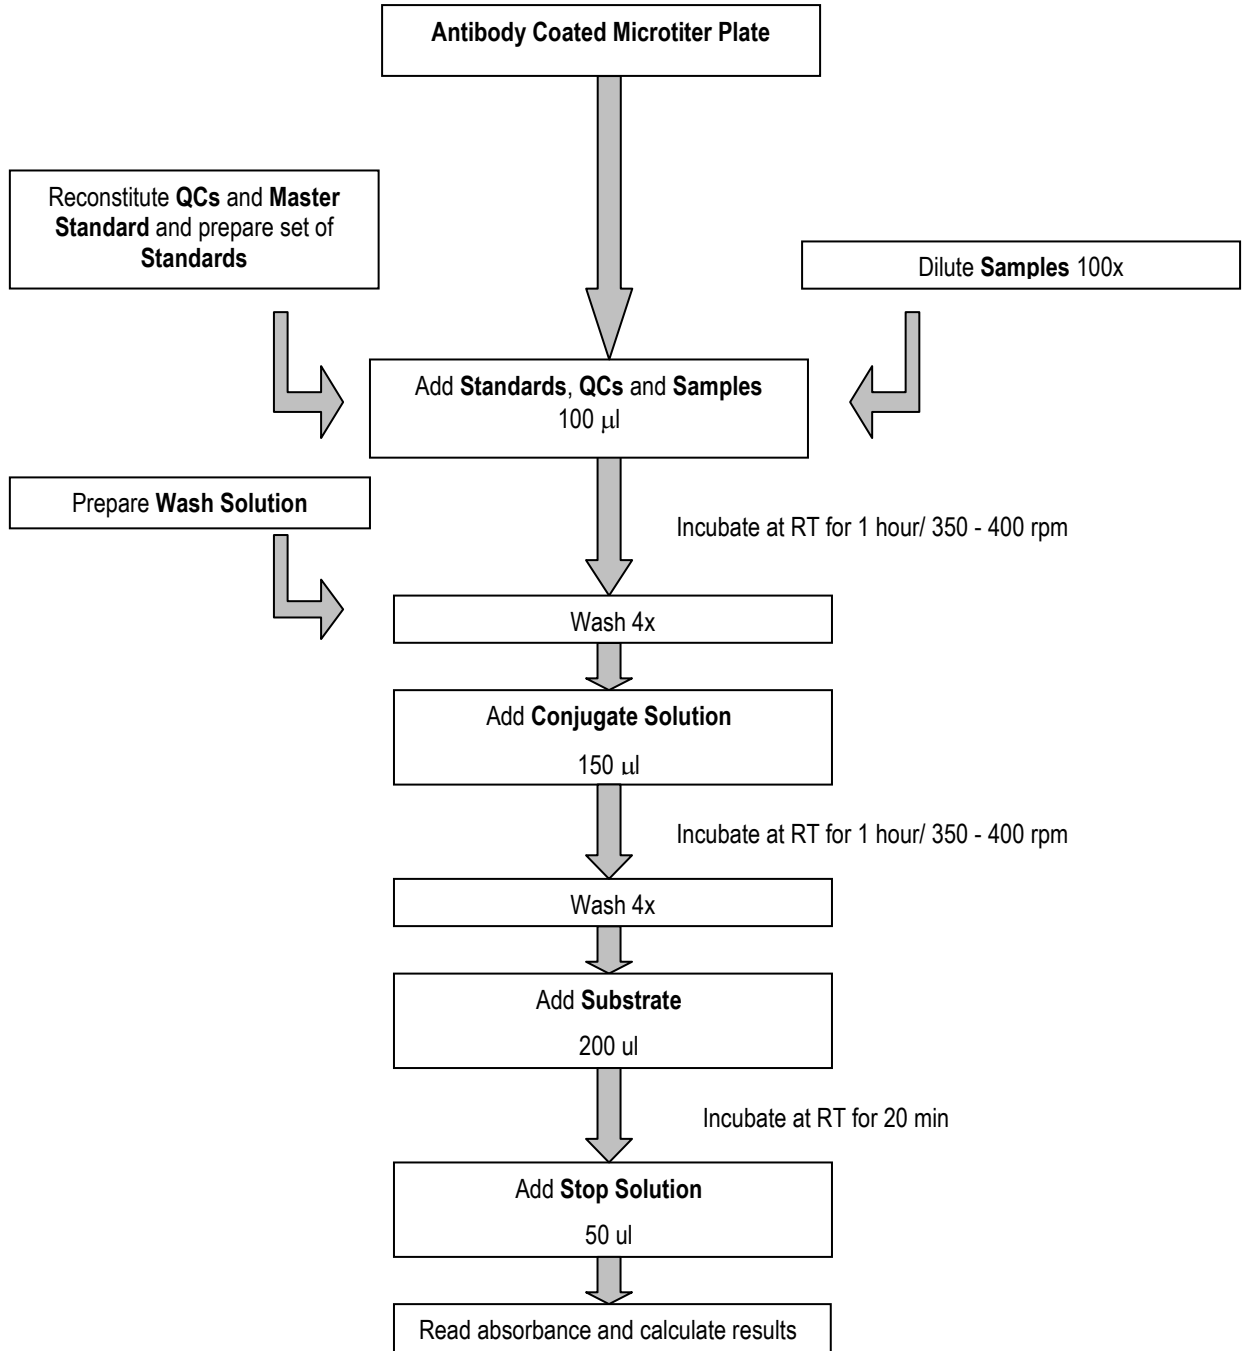 Antibody Coated Microtiter Plate
Reconstitute QCs and Master
Standard and prepare set of
Standards
Dilute Samples 100x
Add Standards, QCs and Samples
100 μl
Prepare Wash Solution
Incubate at RT for 1 hour/ 350 - 400 rpm
Wash 4x
Add Conjugate Solution
150 μl
Incubate at RT for 1 hour/ 350 - 400 rpm
Wash 4x
Add Substrate
200 ul
Incubate at RT for 20 min
Add Stop Solution
50 ul
Read absorbance and calculate results